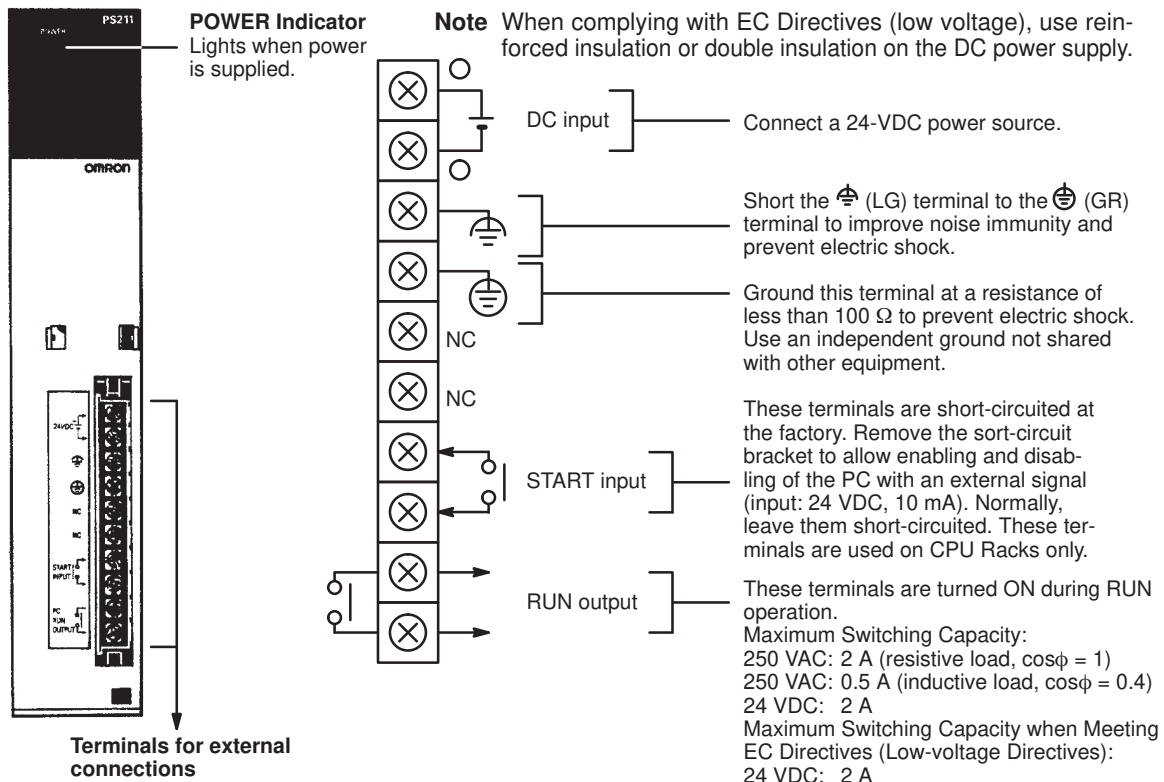 PS211
POWER
OMRON
24VDC
NC
NC
START
INPUT
PC
RUN
OUTPUT
POWER Indicator
Lights when power
is supplied.
Terminals for external
connections
Note When complying with EC Directives (low voltage), use rein-
forced insulation or double insulation on the DC power supply.
DC input
Connect a 24-VDC power source.
Short the (LG) terminal to the (GR)
terminal to improve noise immunity and
prevent electric shock.
Ground this terminal at a resistance of
less than 100 Ω to prevent electric shock.
Use an independent ground not shared
with other equipment.
NC
NC
START input
These terminals are short-circuited at
the factory. Remove the sort-circuit
bracket to allow enabling and disab-
ling of the PC with an external signal
(input: 24 VDC, 10 mA). Normally,
leave them short-circuited. These ter-
minals are used on CPU Racks only.
RUN output
These terminals are turned ON during RUN
operation.
Maximum Switching Capacity:
250 VAC: 2 A (resistive load, cosϕ = 1)
250 VAC: 0.5 A (inductive load, cosϕ = 0.4)
24 VDC: 2 A
Maximum Switching Capacity when Meeting
EC Directives (Low-voltage Directives):
24 VDC: 2 A